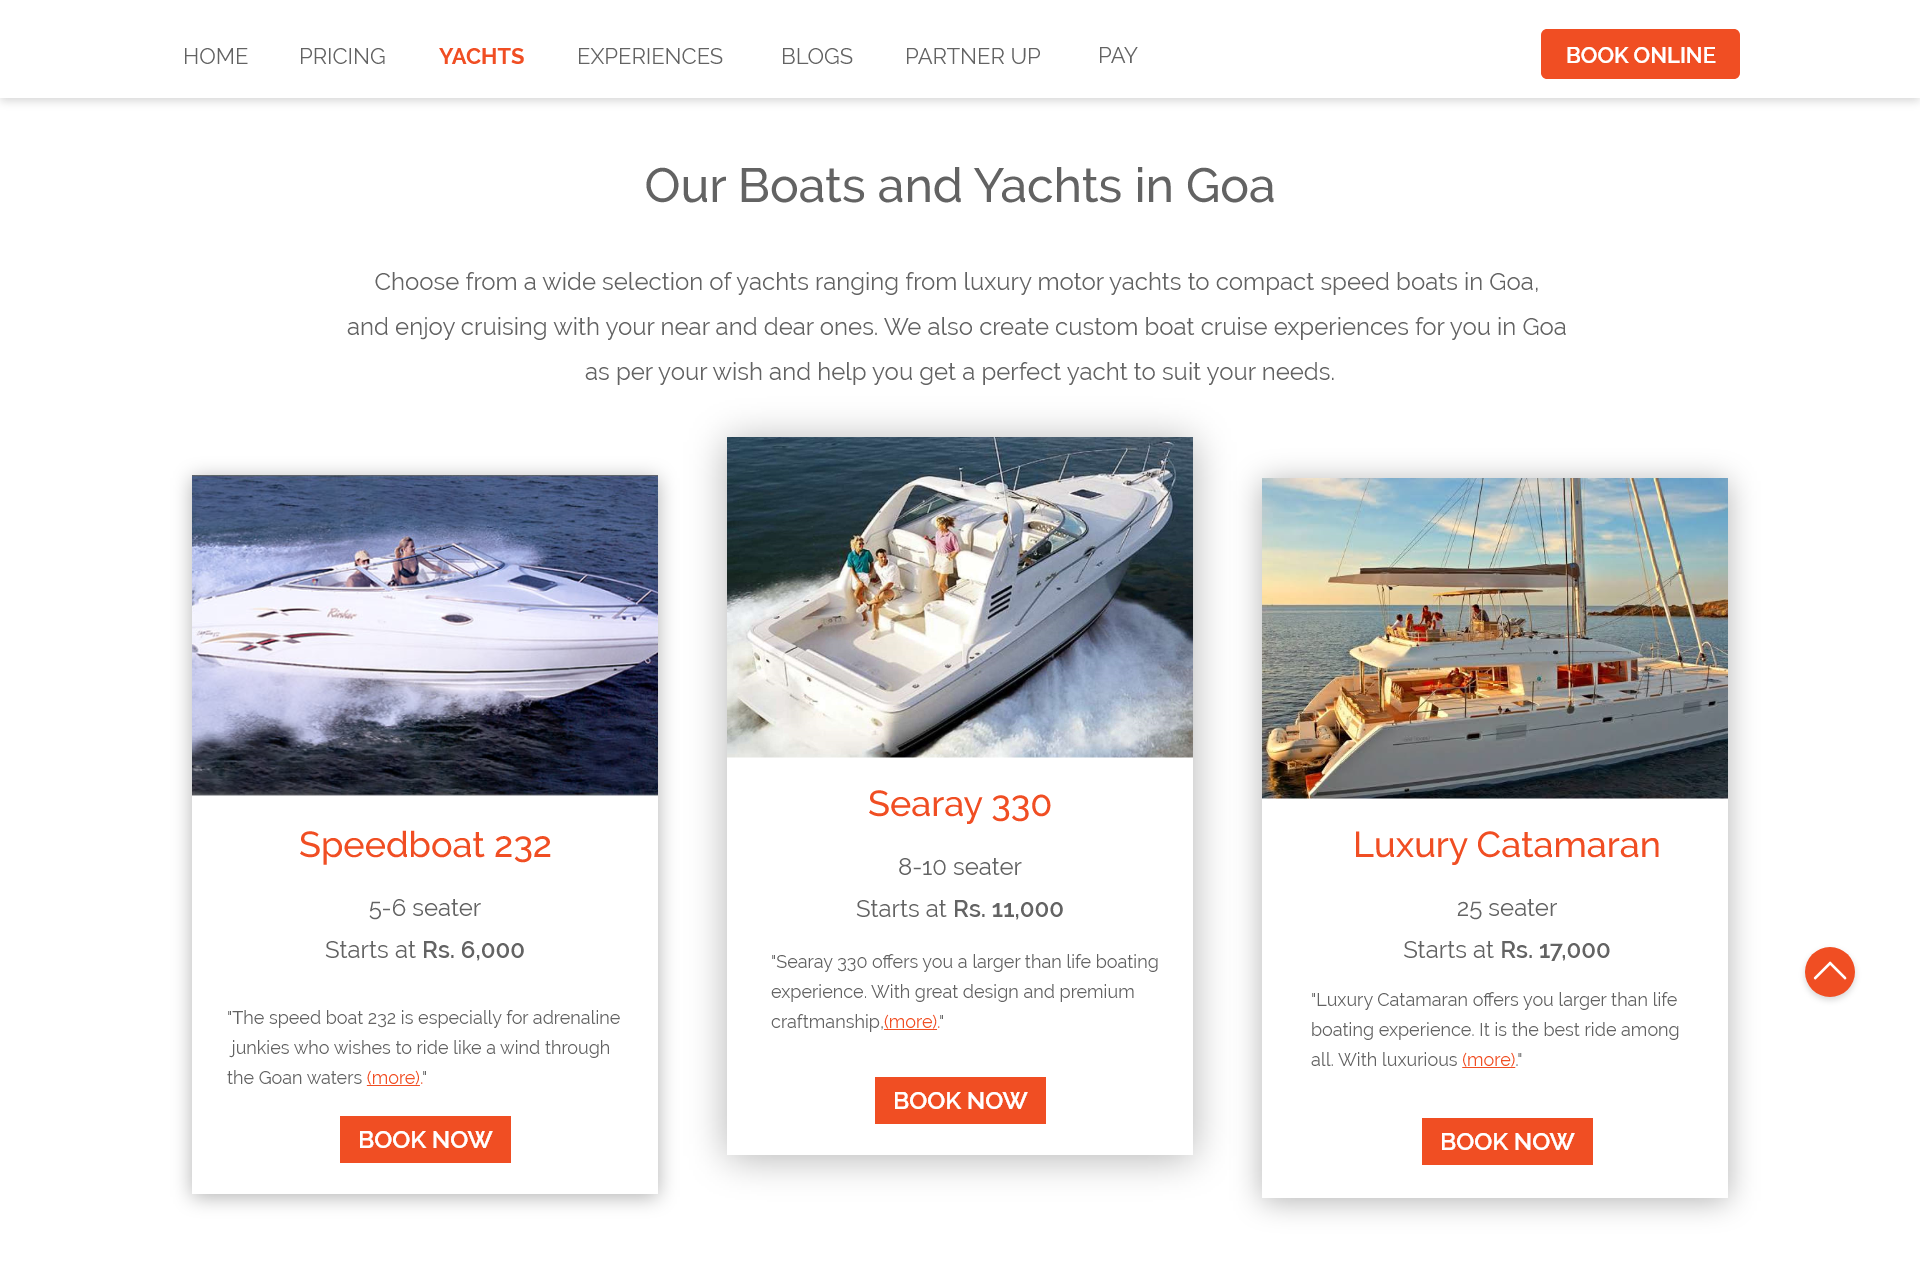 HOME PRICING YACHTS EXPERIENCES BLOGS PARTNER UP PAY BOOK ONLINE
Our Boats and Yachts in Goa
Choose from a wide selection of yachts ranging from luxury motor yachts to compact speed boats in Goa,
and enjoy cruising with your near and dear ones. We also create custom boat cruise experiences for you in Goa
as per your wish and help you get a perfect yacht to suit your needs.
Rinker
Speedboat 232
5-6 seater
Starts at Rs. 6,000
"The speed boat 232 is especially for adrenaline
junkies who wishes to ride like a wind through
the Goan waters (more)."
BOOK NOW
Searay 330
8-10 seater
Starts at Rs. 11,000
"Searay 330 offers you a larger than life boating
experience. With great design and premium
craftmanship,(more)."
BOOK NOW
Luxury Catamaran
25 seater
Starts at Rs. 17,000
"Luxury Catamaran offers you larger than life
boating experience. It is the best ride among
all. With luxurious (more)."
BOOK NOW